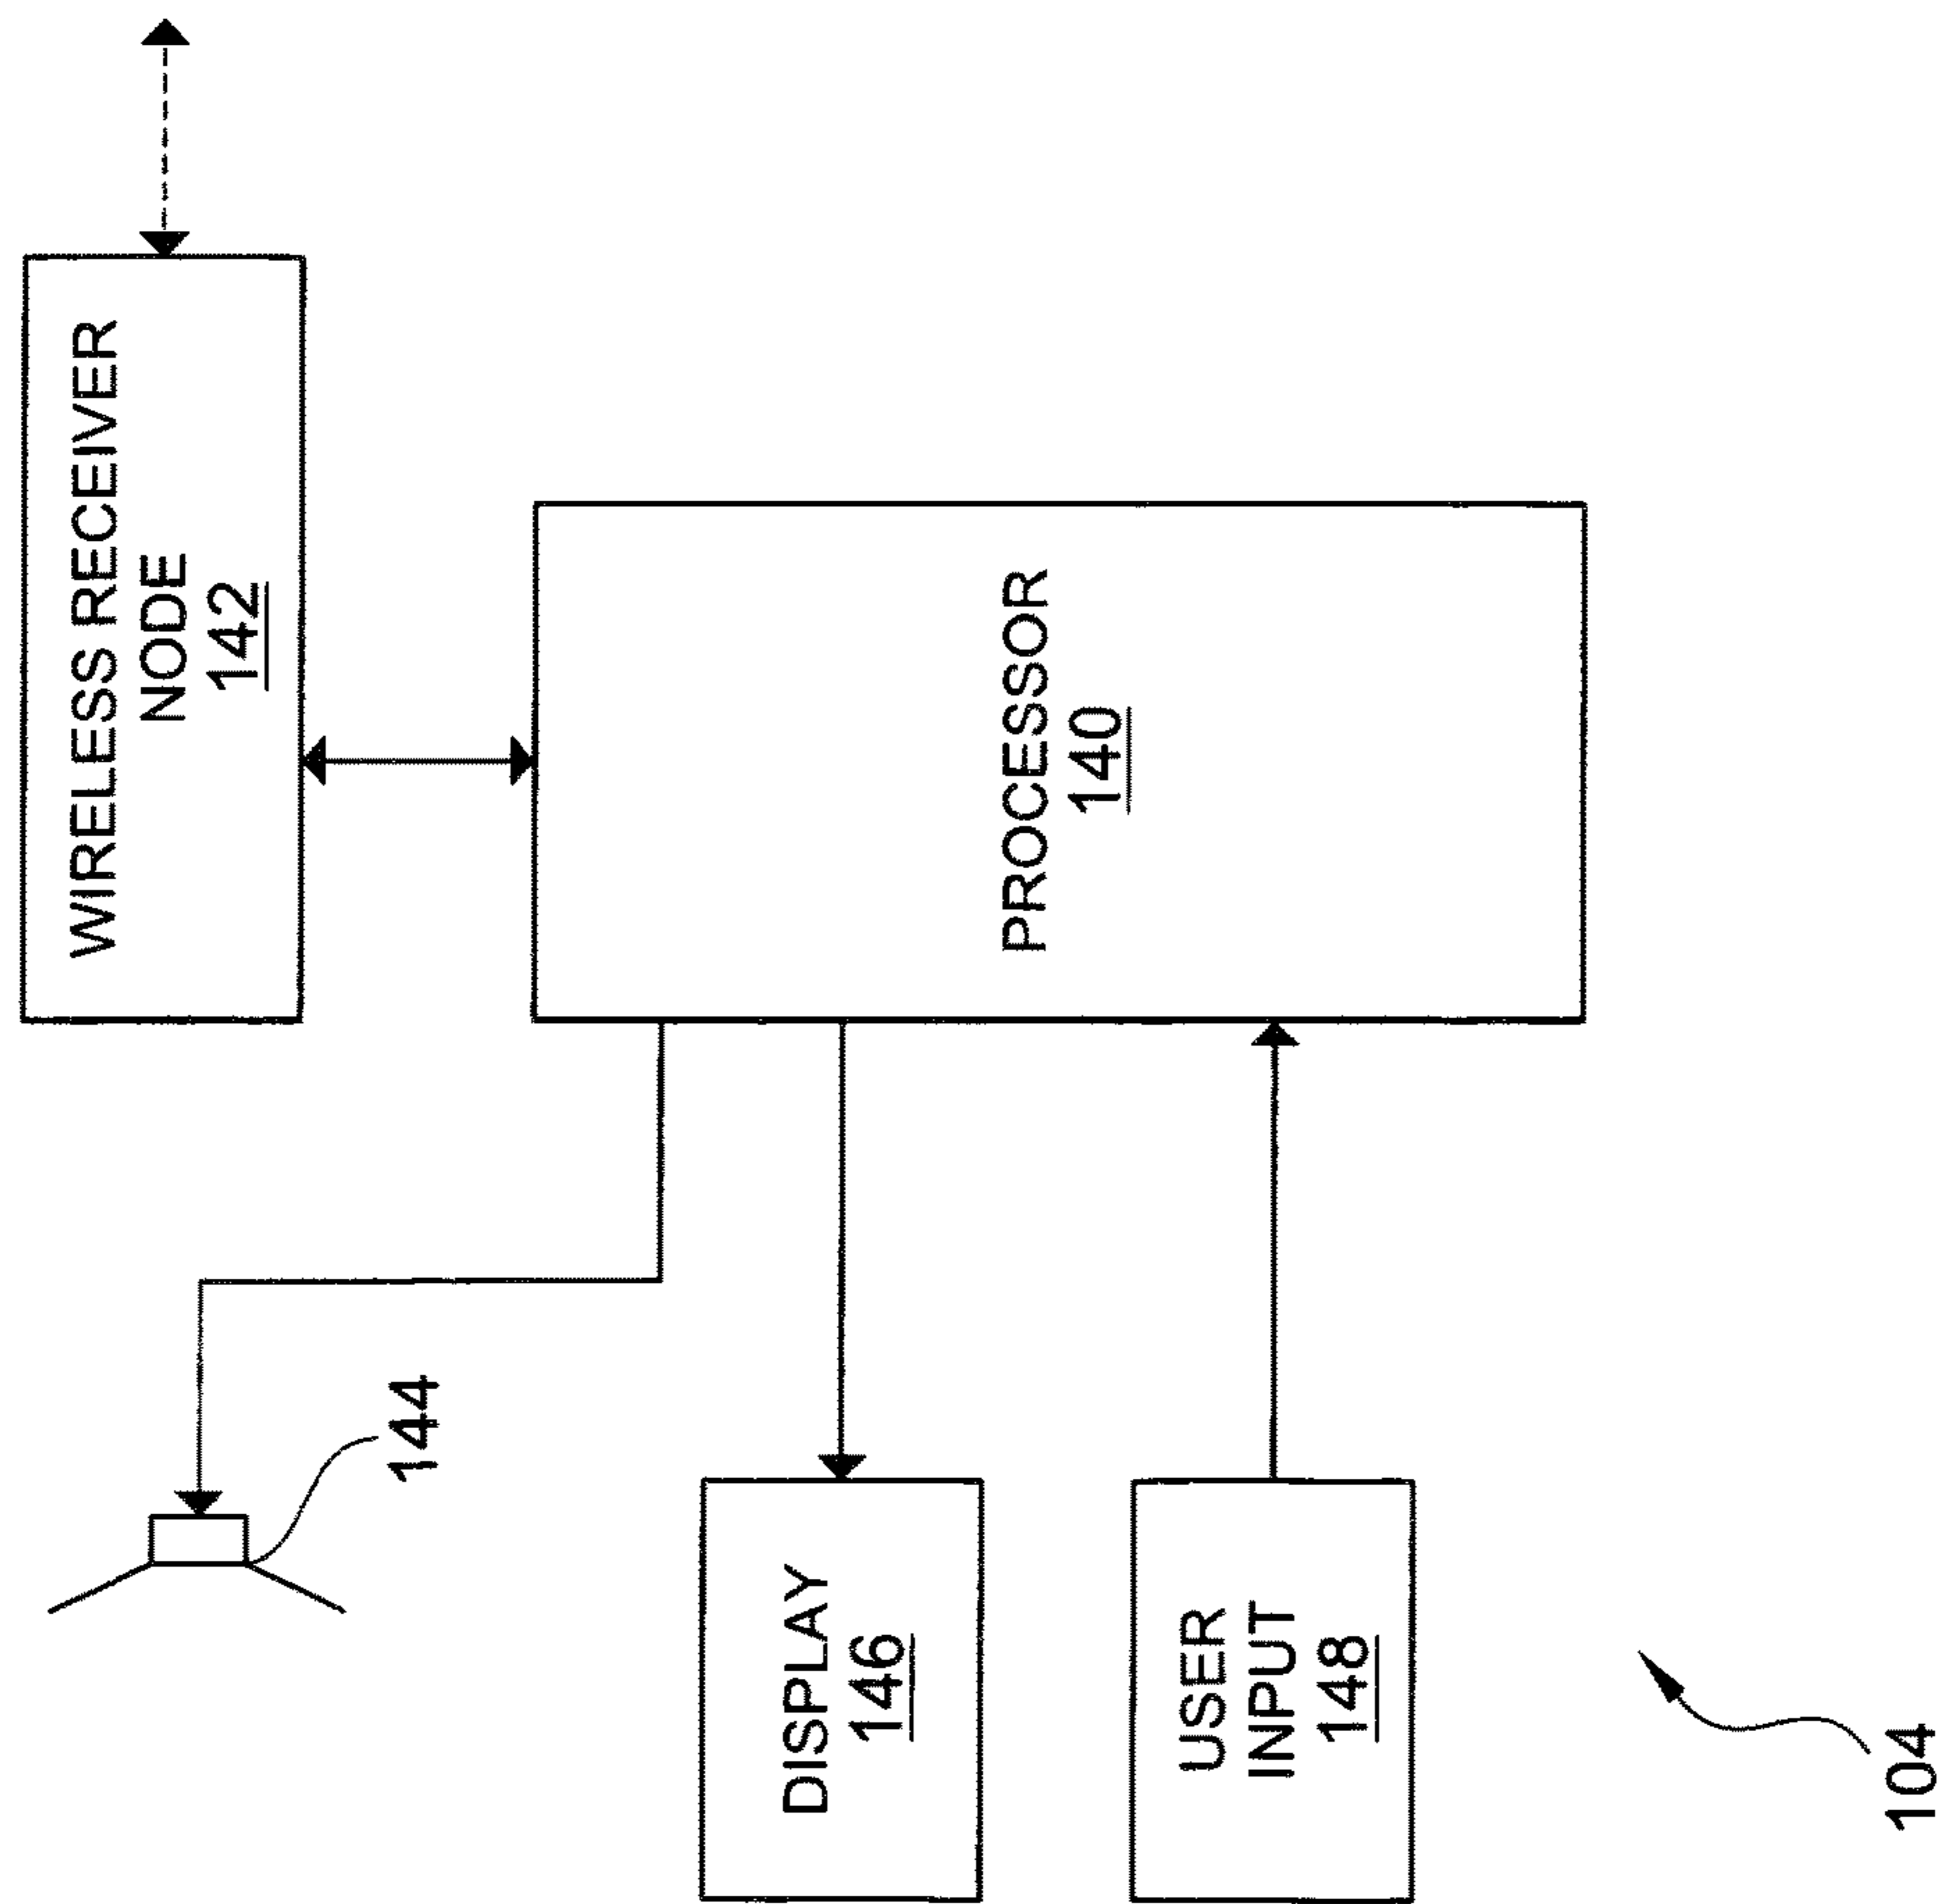 WIRELESS RECEIVER
NODE
142
144
PROCESSOR
140
DISPLAY
146
USER
INPUT
148
104